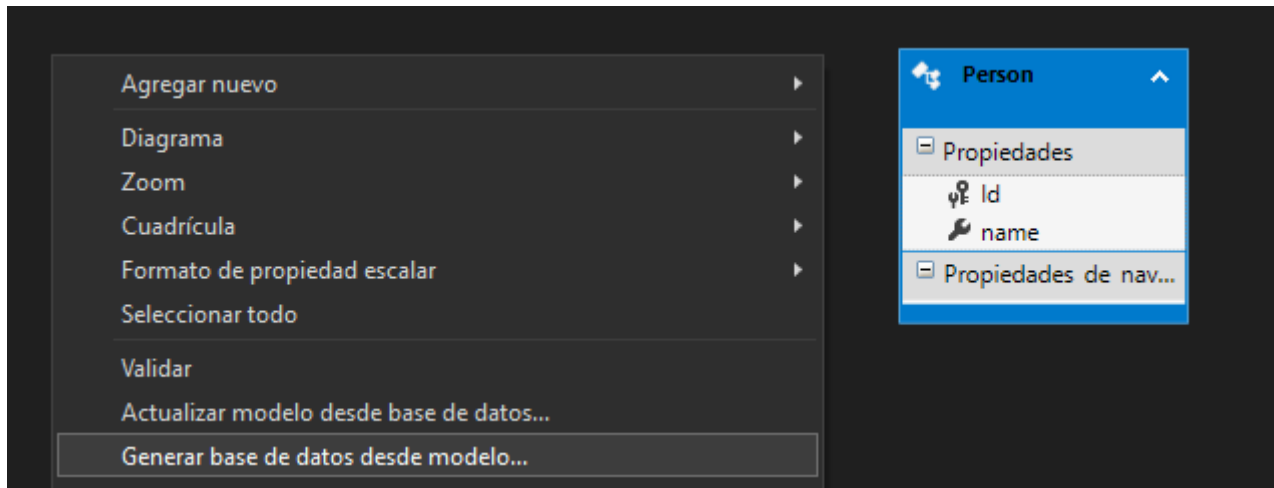 Agregar nuevo
Diagrama
Zoom
Cuadrícula
Formato de propiedad escalar
Seleccionar todo
Validar
Actualizar modelo desde base de datos...
Generar base de datos desde modelo...
Person
Propiedades
Id
name
Propiedades de nav...